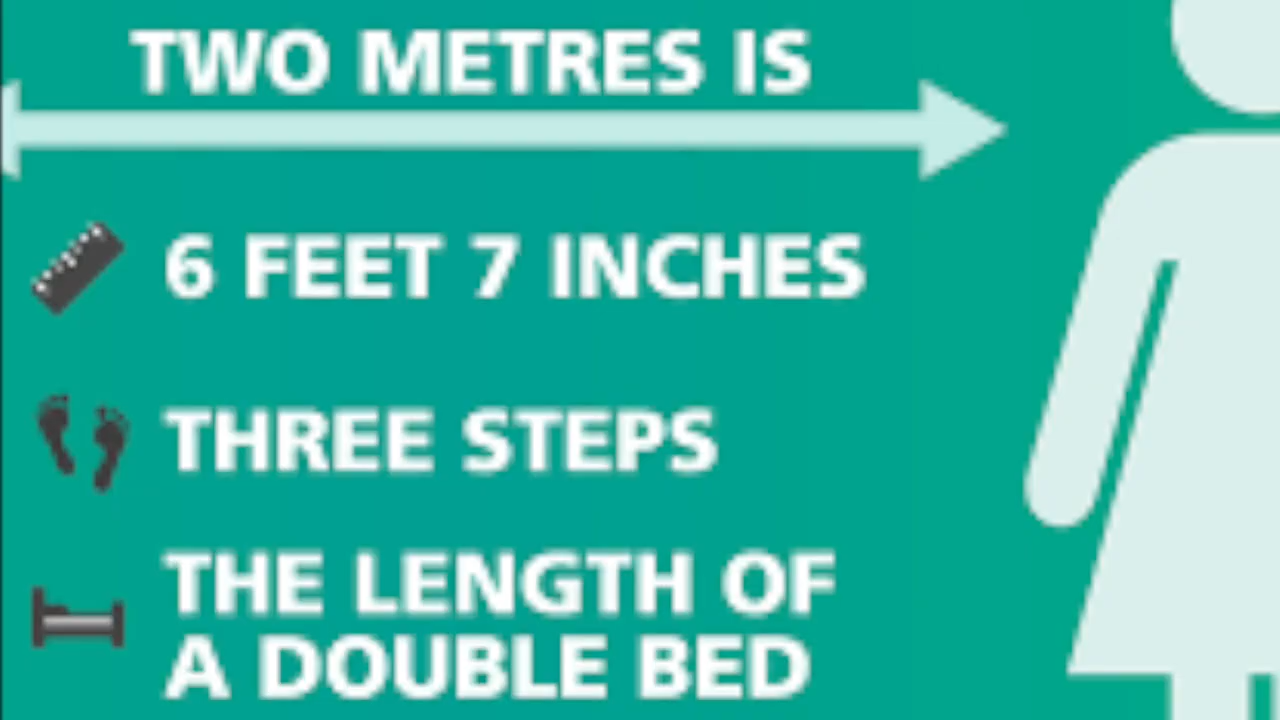 TWO METRES IS
6 FEET 7 INCHES
THREE STEPS
THE LENGTH OF
A DOUBLE BED